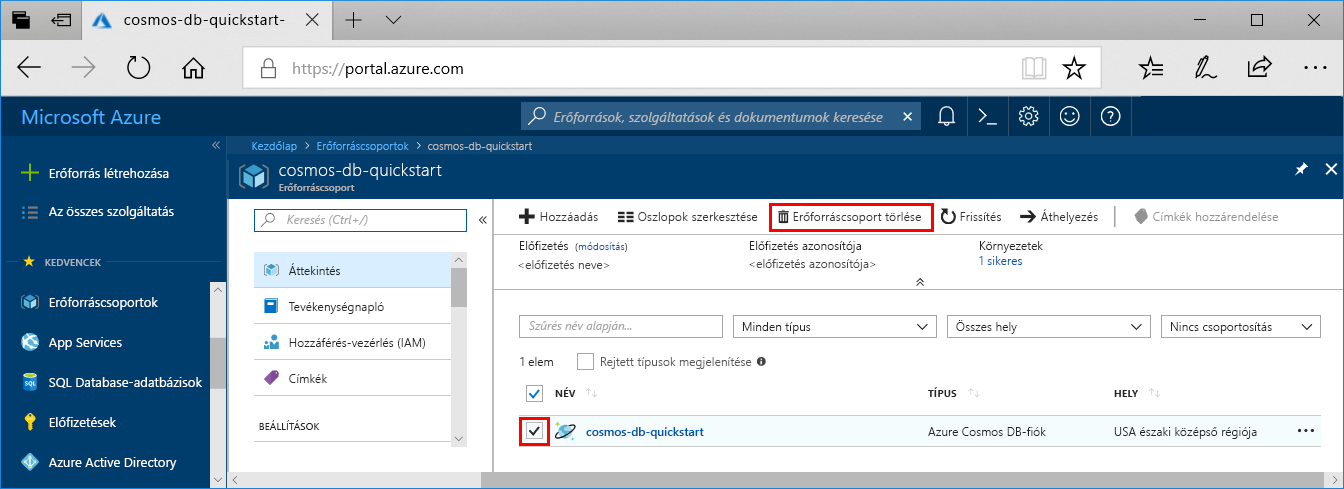 cosmos-db-quickstart-
https://portal.azure.com
Microsoft Azure
Erőforrások, szolgáltatások és dokumentumok keresése
Kezdőlap > Erőforráscsoportok > cosmos-db-quickstart
cosmos-db-quickstart
Erőforráscsoport
Erőforrás létrehozása
Az összes szolgáltatás
KEDVENCEK
Erőforráscsoportok
App Services
SQL Database-adatbázisok
Előfizetések
Azure Active Directory
Keresés (Ctrl+/)
Áttekintés
Tevékenységnapló
Hozzáférés-vezérlés (IAM)
Címkék
BEÁLLÍTÁSOK
Hozzáadás Oszlopok szerkesztése Erőforráscsoport törlése Frissítés Áthelyezés Címkék hozzárendelése
Előfizetés (módosítás) Előfizetés azonosítója Környezetek
<előfizetés neve> <előfizetés azonosítója> 1 sikeres
Szűrés név alapján... Minden típus Összes hely Nincs csoportosítás
1 elem Rejtett típusok megjelenítése
NÉV TÍPUS HELY
cosmos-db-quickstart Azure Cosmos DB-fiók USA északi középső régiója